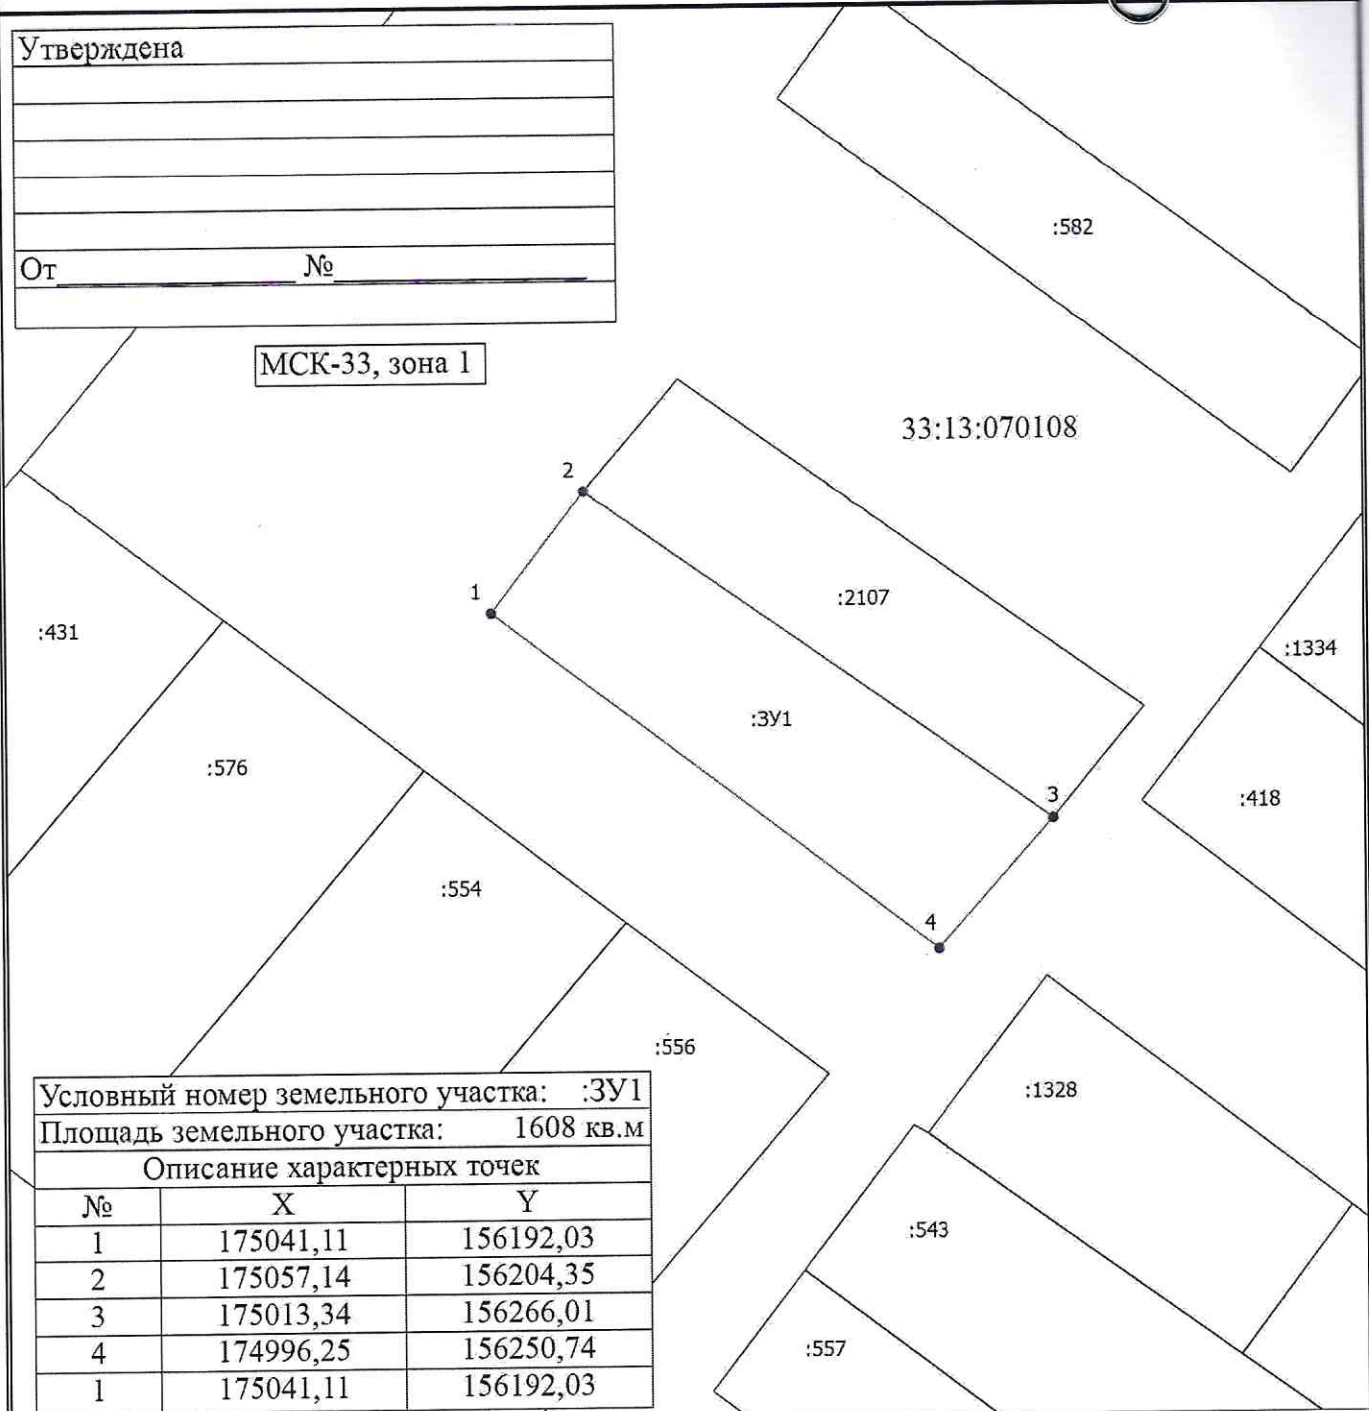 Утверждена
От № 
МСК-33, зона 1
:582
33:13:070108
2
1
:2107
:431
:1334
:ЗУ1
:576
:418
3
:554
4
:556
:1328
Условный номер земельного участка: :ЗУ1
Площадь земельного участка: 1608 кв.м
Описание характерных точек
№ X Y
1 175041,11 156192,03
2 175057,14 156204,35
3 175013,34 156266,01
4 174996,25 156250,74
1 175041,11 156192,03
:543
:557